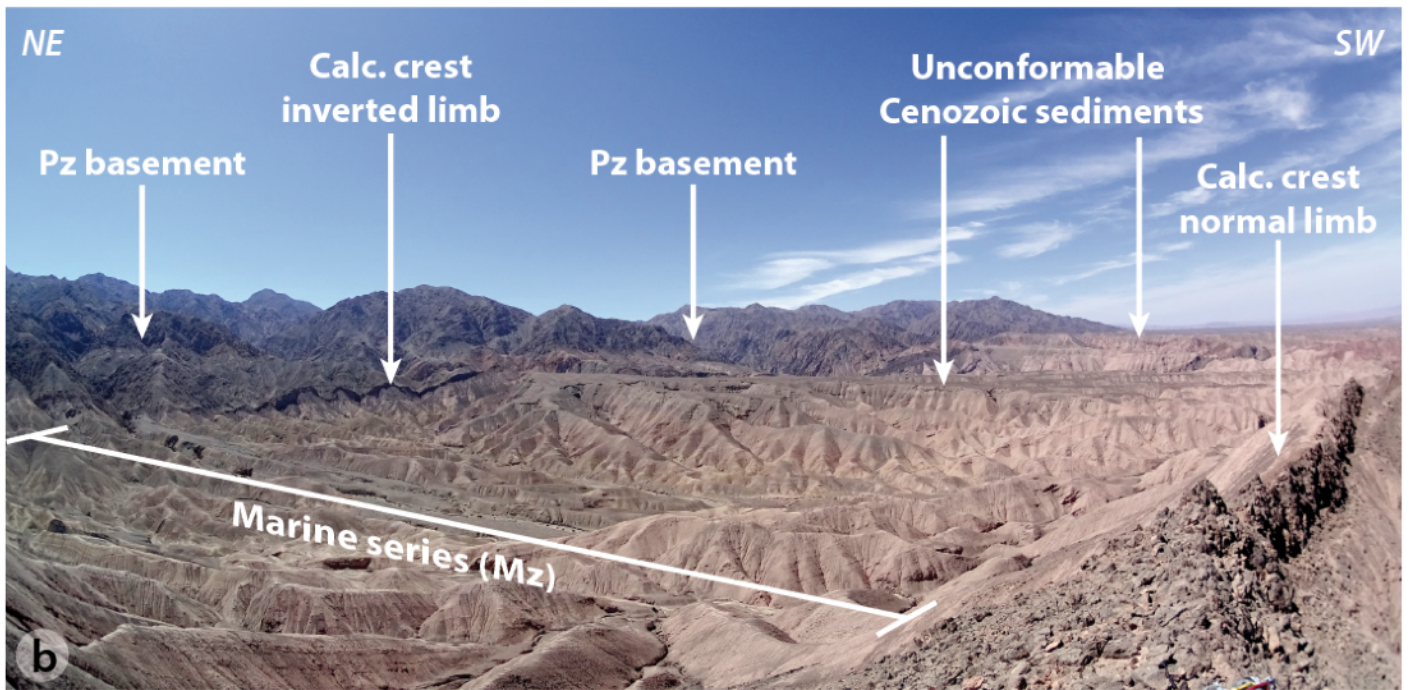 NE
SW
Calc. crest
inverted limb
Unconformable
Cenozoic sediments
Pz basement
Pz basement
Calc. crest
normal limb
Marine series (Mz)
b